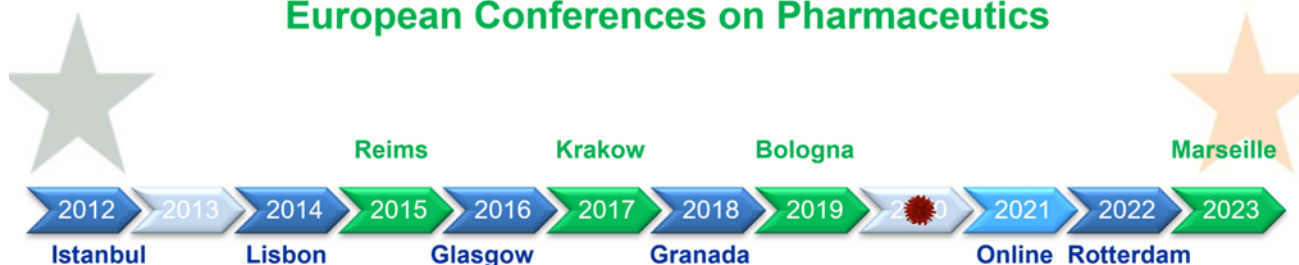 European Conferences on Pharmaceutics
Reims Krakow Bologna Marseille
2012 2013 2014 2015 2016 2017 2018 2019 2021 2022 2023
Istanbul Lisbon Glasgow Granada Online Rotterdam